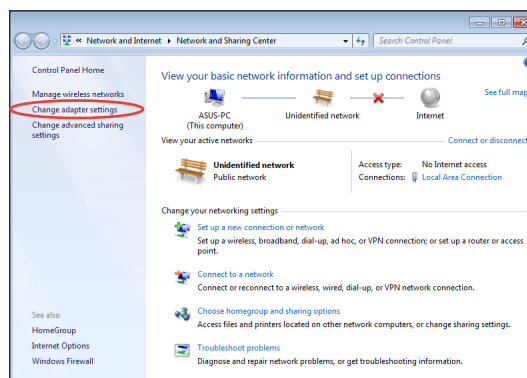 « Network and Internet ▸ Network and Sharing Center
Search Control Panel
Control Panel Home
Manage wireless networks
Change adapter settings
Change advanced sharing
settings
See also
HomeGroup
Internet Options
Windows Firewall
View your basic network information and set up connections
See full map
ASUS-PC
(This computer)
Unidentified network
Internet
View your active networks
Connect or disconnect
Unidentified network
Public network
Access type: No Internet access
Connections: Local Area Connection
Change your networking settings
Set up a new connection or network
Set up a wireless, broadband, dial-up, ad hoc, or VPN connection; or set up a router or access
point.
Connect to a network
Connect or reconnect to a wireless, wired, dial-up, or VPN network connection.
Choose homegroup and sharing options
Access files and printers located on other network computers, or change sharing settings.
Troubleshoot problems
Diagnose and repair network problems, or get troubleshooting information.